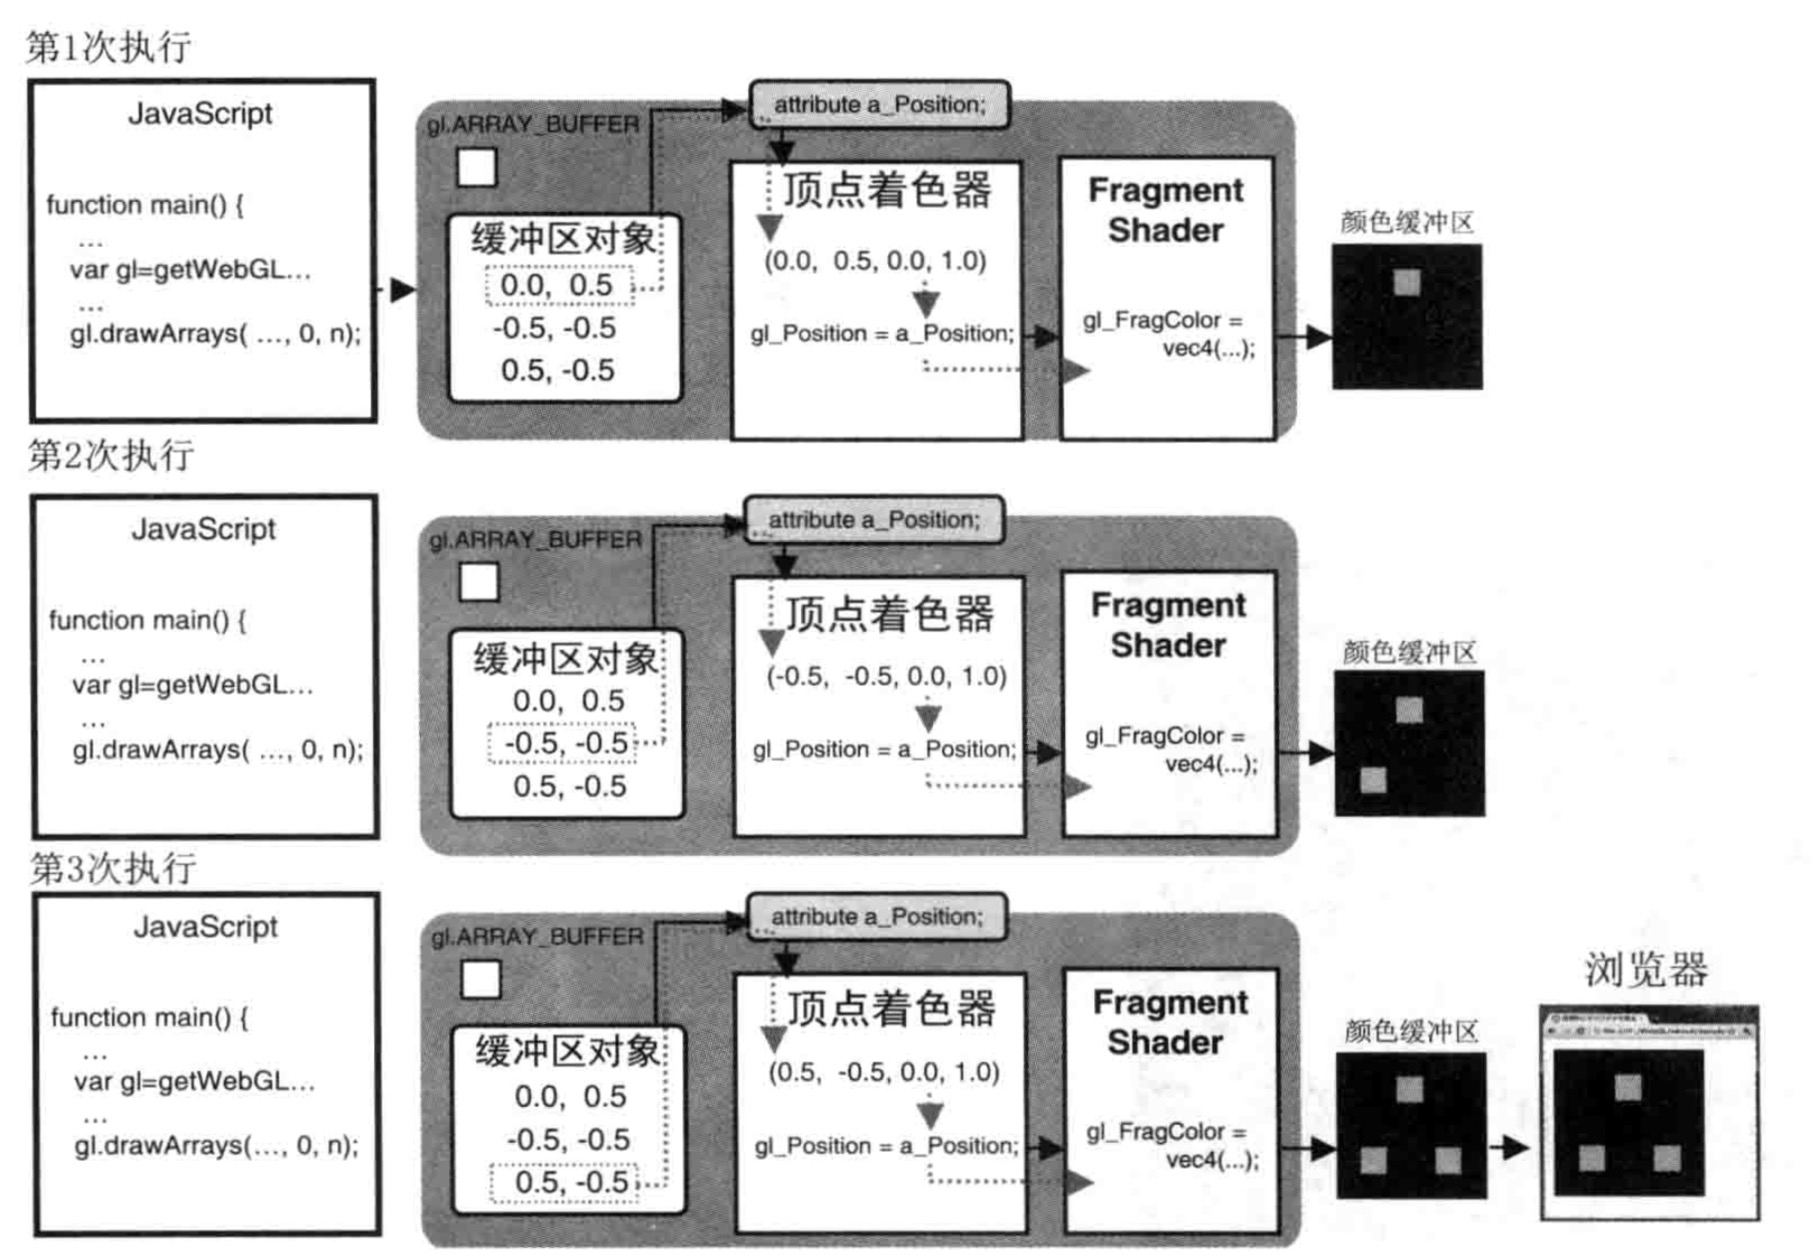 第1次执行
JavaScript
function main() {
...
var gl=getWebGL...
...
gl.drawArrays( ..., 0, n);
gl.ARRAY_BUFFER
缓冲区对象
0.0, 0.5
-0.5, -0.5
0.5, -0.5
attribute a_Position;
顶点着色器
(0.0, 0.5, 0.0, 1.0)
gl_Position = a_Position;
Fragment
Shader
gl_FragColor =
vec4(...);
颜色缓冲区
第2次执行
JavaScript
function main() {
...
var gl=getWebGL...
...
gl.drawArrays( ..., 0, n);
gl.ARRAY_BUFFER
缓冲区对象
0.0, 0.5
-0.5, -0.5
0.5, -0.5
attribute a_Position;
顶点着色器
(-0.5, -0.5, 0.0, 1.0)
gl_Position = a_Position;
Fragment
Shader
gl_FragColor =
vec4(...);
颜色缓冲区
第3次执行
JavaScript
function main() {
...
var gl=getWebGL...
...
gl.drawArrays(..., 0, n);
gl.ARRAY_BUFFER
缓冲区对象
0.0, 0.5
-0.5, -0.5
0.5, -0.5
attribute a_Position;
顶点着色器
(0.5, -0.5, 0.0, 1.0)
gl_Position = a_Position;
Fragment
Shader
gl_FragColor =
vec4(...);
颜色缓冲区
浏览器